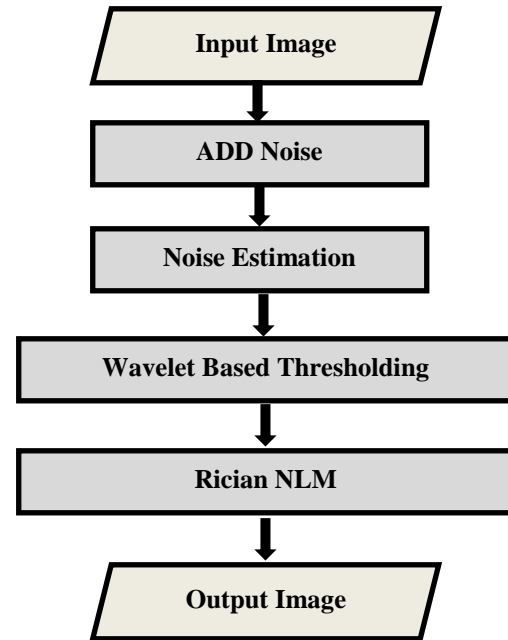 Input Image
ADD Noise
Noise Estimation
Wavelet Based Thresholding
Rician NLM
Output Image